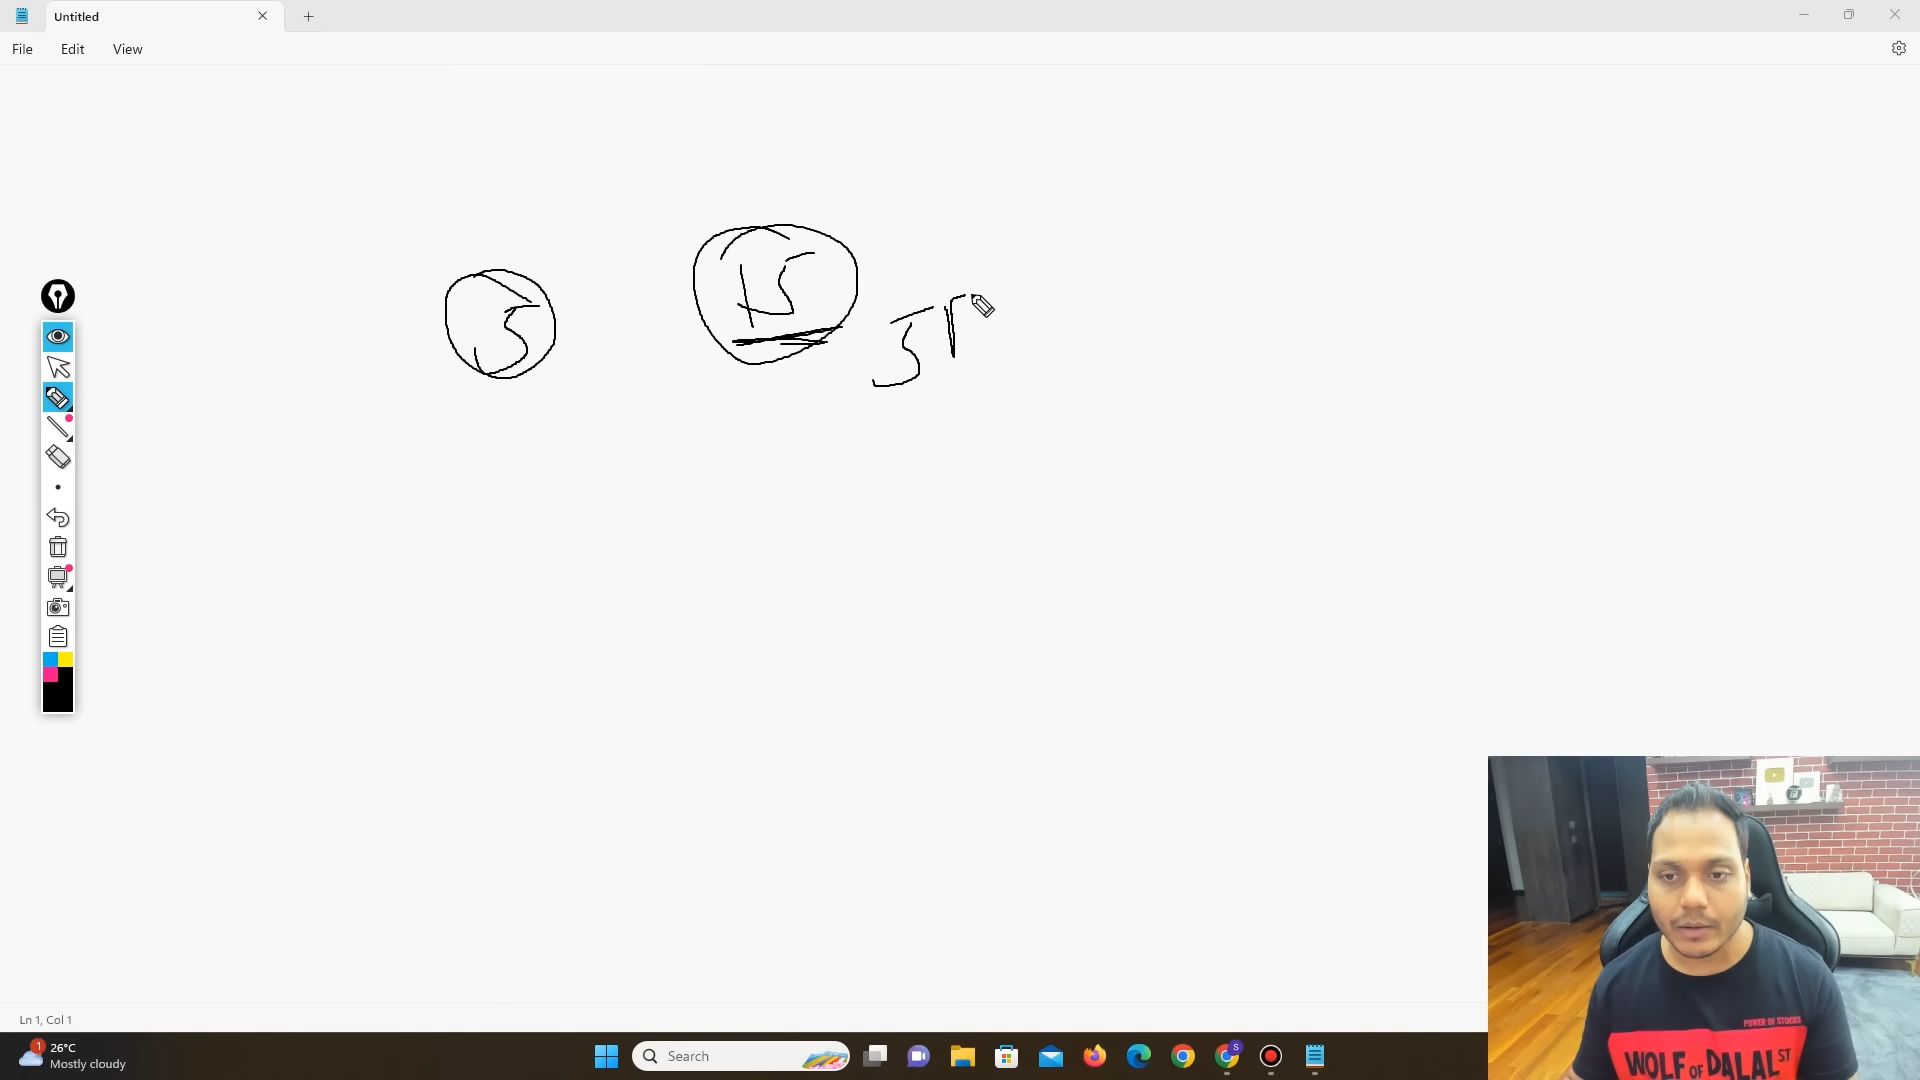 Untitled
File Edit View
5
15
Ln 1, Col 1
1
26°C
Mostly cloudy
Search
S
POWER OF STOCKS
WOLF OF DALAL ST